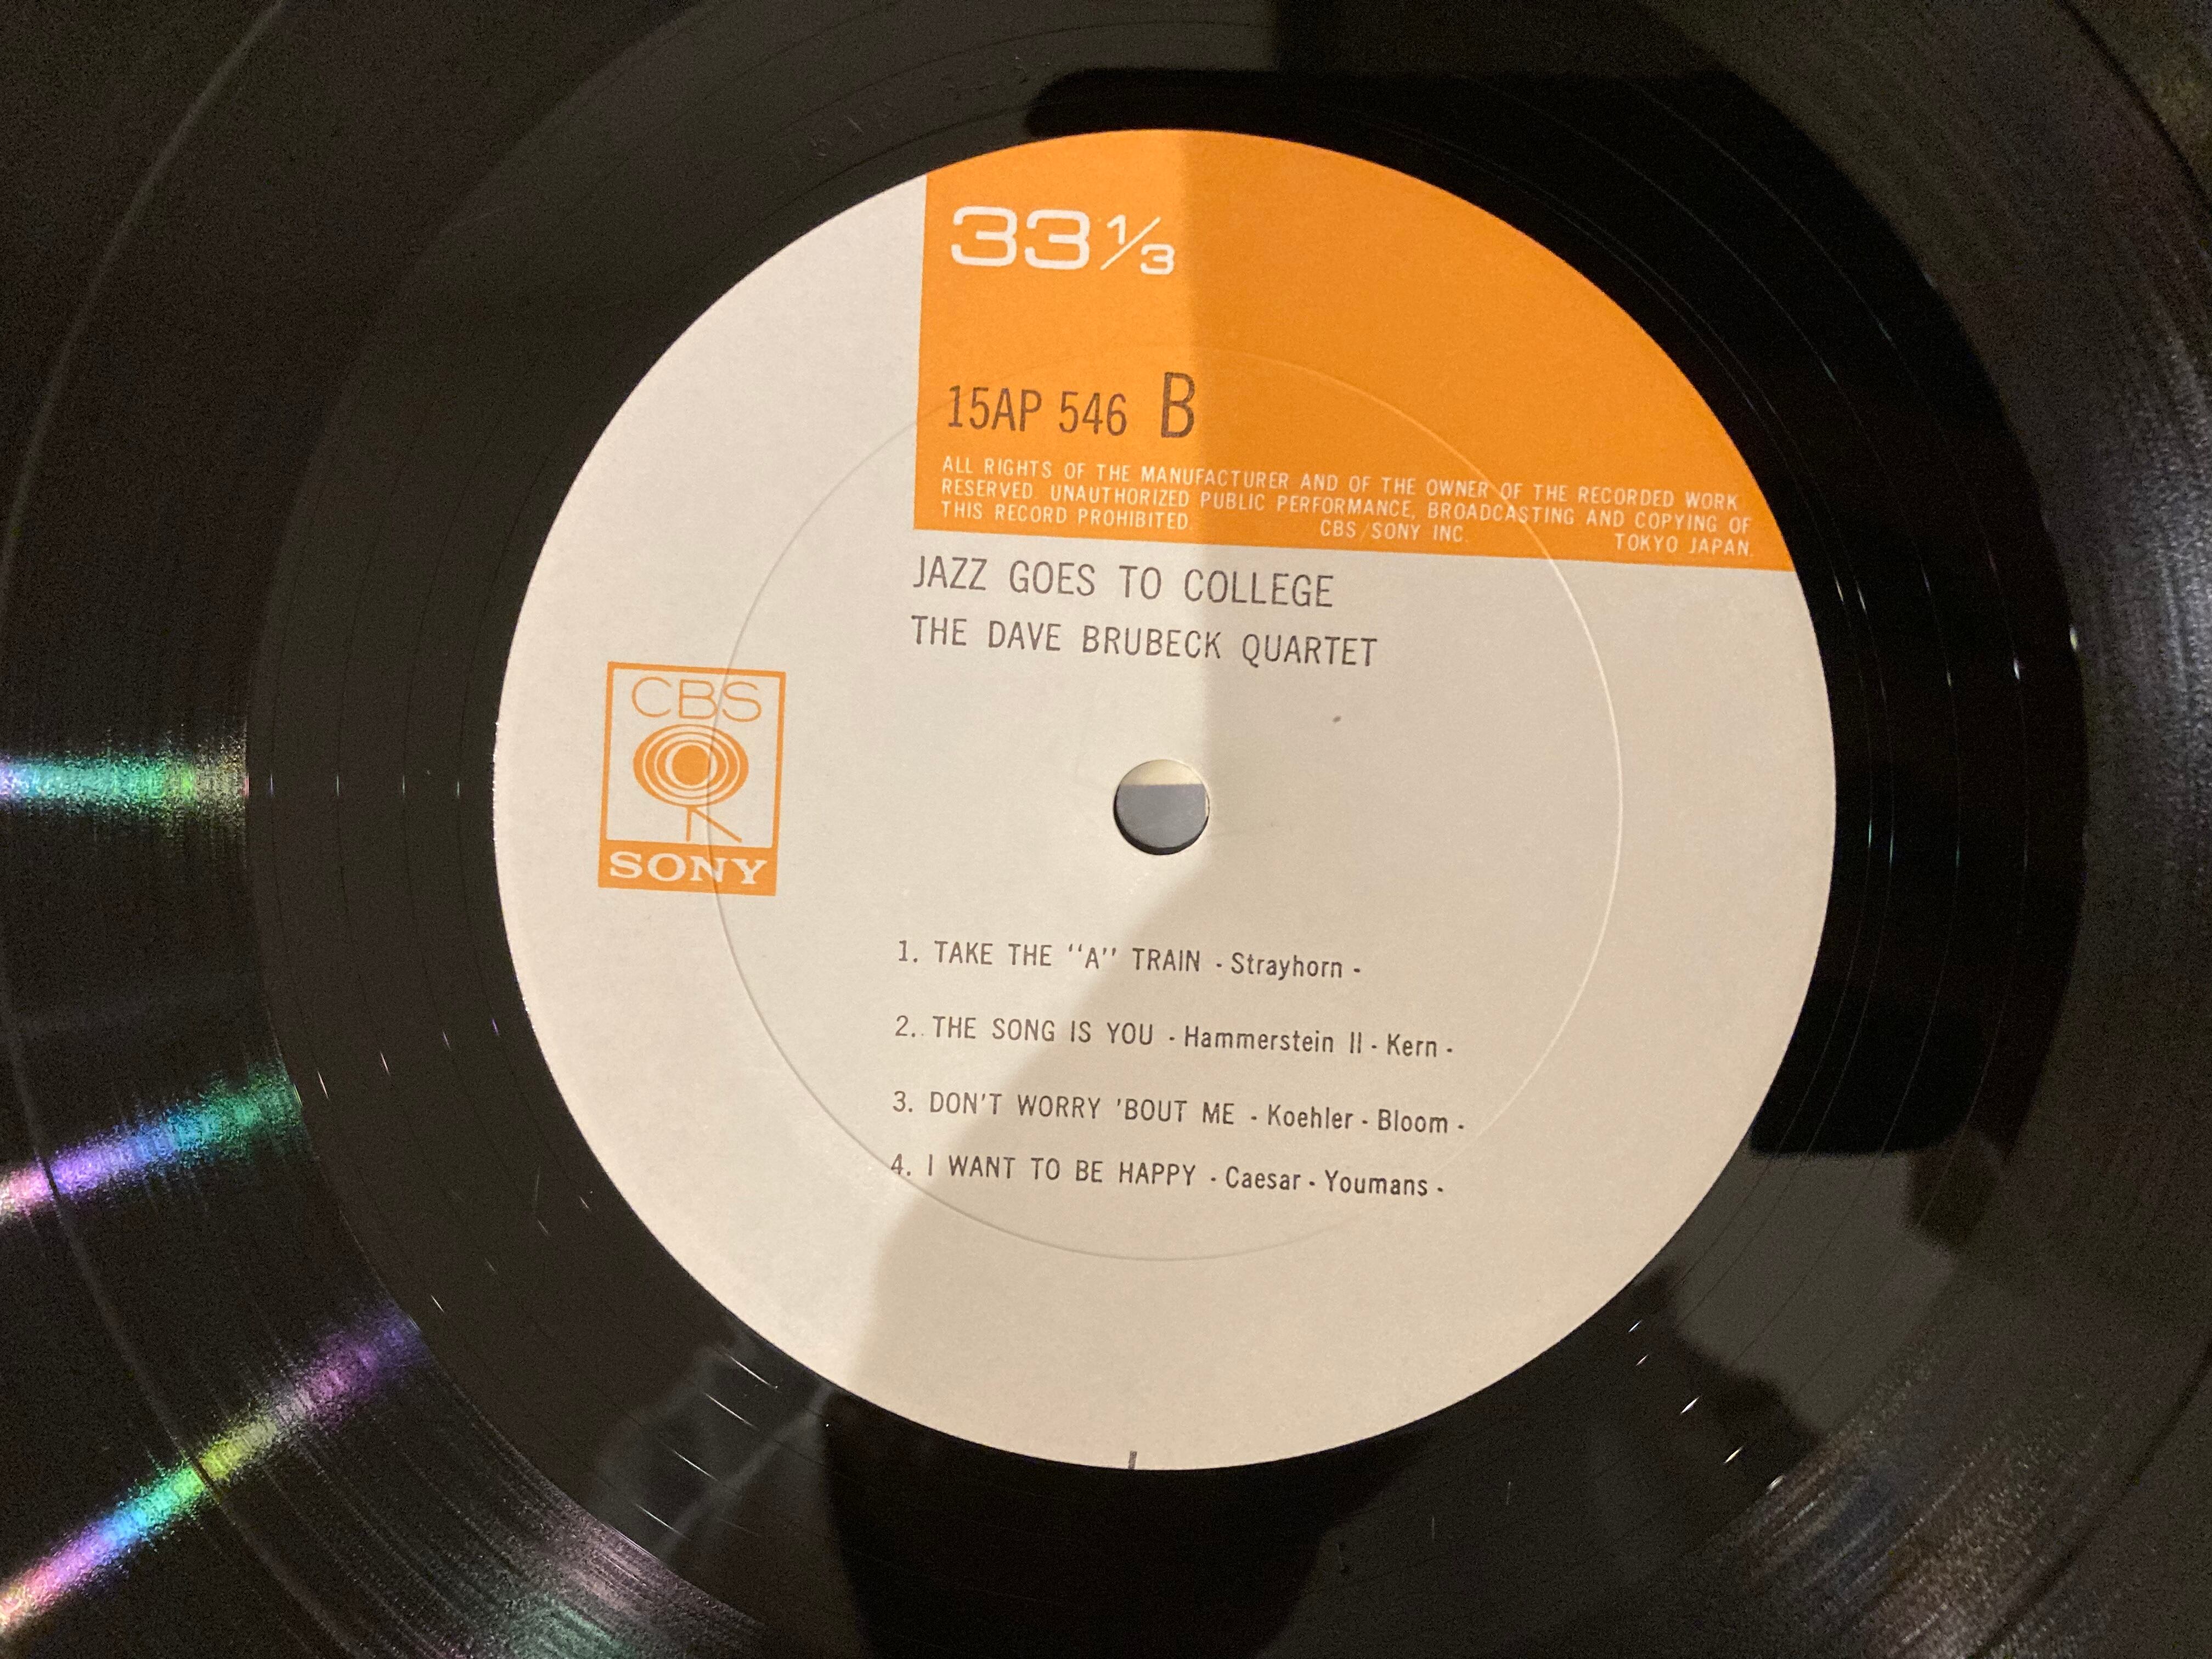 33 1/3
15AP 546 B
ALL RIGHTS OF THE MANUFACTURER AND OF THE OWNER OF THE RECORDED WORK
RESERVED. UNAUTHORIZED PUBLIC PERFORMANCE, BROADCASTING AND COPYING OF
THIS RECORD PROHIBITED. CBS/SONY INC. TOKYO JAPAN.
JAZZ GOES TO COLLEGE
THE DAVE BRUBECK QUARTET
CBS
SONY
1. TAKE THE "A" TRAIN - Strayhorn -
2. THE SONG IS YOU - Hammerstein II - Kern -
3. DON'T WORRY 'BOUT ME - Koehler - Bloom -
4. I WANT TO BE HAPPY - Caesar - Youmans -